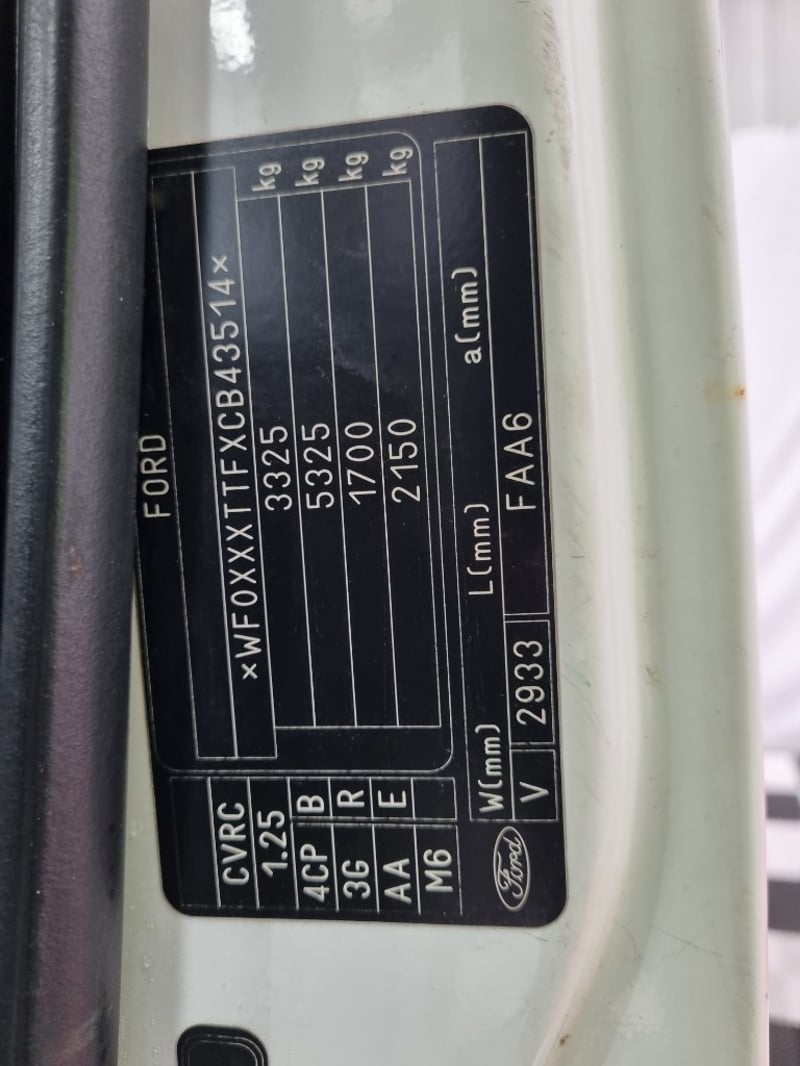 FORD
×WF0XXXTTFXCB43514×
3325 kg
5325 kg
1700 kg
2150 kg
CVRC
1.25
4CP B
3G R
AA E
M6
W(mm) L(mm) a(mm)
V 2933 FAA6
Ford